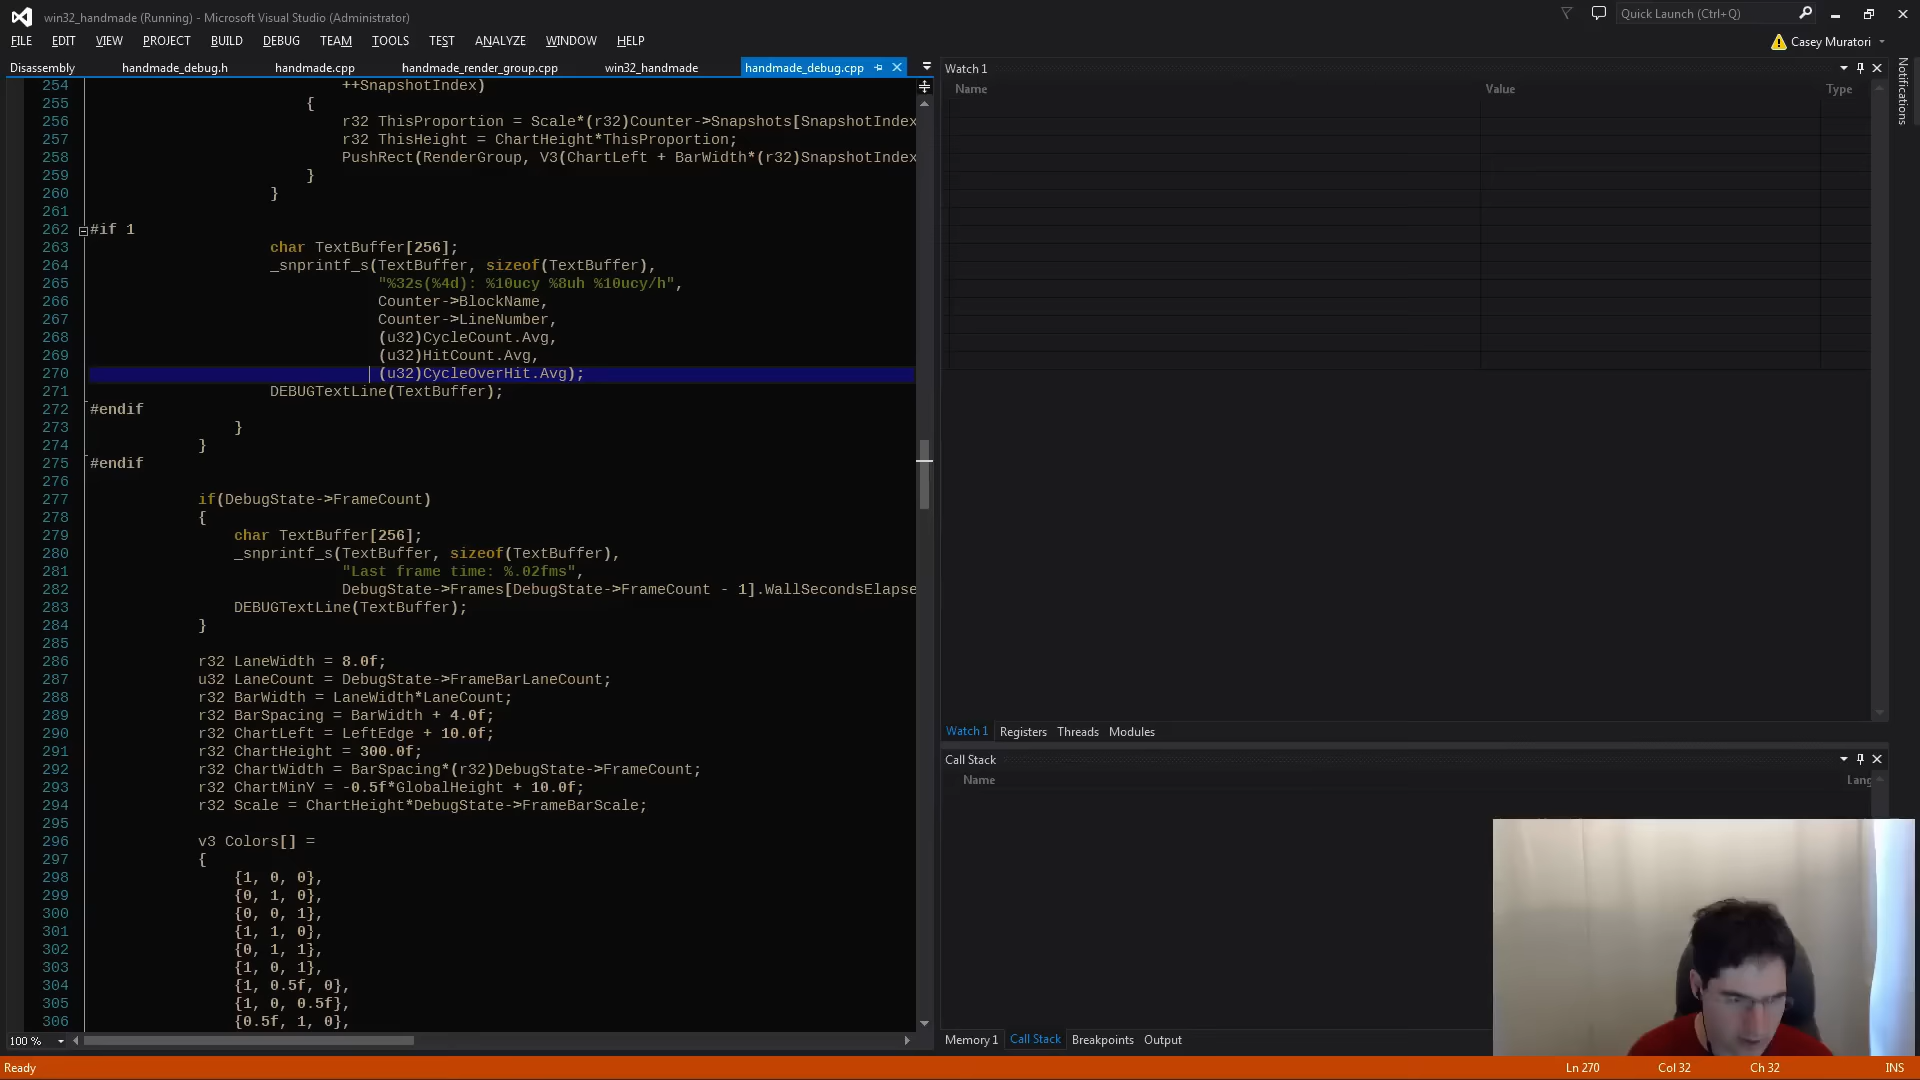 win32_handmade (Running) - Microsoft Visual Studio (Administrator)
Quick Launch (Ctrl+Q)
FILE EDIT VIEW PROJECT BUILD DEBUG TEAM TOOLS TEST ANALYZE WINDOW HELP
Casey Muratori
Disassembly handmade_debug.h handmade.cpp handmade_render_group.cpp win32_handmade handmade_debug.cpp
254 ++SnapshotIndex)
255 {
256 r32 ThisProportion = Scale*(r32)Counter->Snapshots[SnapshotIndex
257 r32 ThisHeight = ChartHeight*ThisProportion;
258 PushRect(RenderGroup, V3(ChartLeft + BarWidth*(r32)SnapshotIndex
259 }
260 }
261
262 #if 1
263 char TextBuffer[256];
264 _snprintf_s(TextBuffer, sizeof(TextBuffer),
265 "%32s(%4d): %10ucy %8uh %10ucy/h",
266 Counter->BlockName,
267 Counter->LineNumber,
268 (u32)CycleCount.Avg,
269 (u32)HitCount.Avg,
270 (u32)CycleOverHit.Avg);
271 DEBUGTextLine(TextBuffer);
272 #endif
273 }
274 }
275 #endif
276
277 if(DebugState->FrameCount)
278 {
279 char TextBuffer[256];
280 _snprintf_s(TextBuffer, sizeof(TextBuffer),
281 "Last frame time: %.02fms",
282 DebugState->Frames[DebugState->FrameCount - 1].WallSecondsElapse
283 DEBUGTextLine(TextBuffer);
284 }
285
286 r32 LaneWidth = 8.0f;
287 u32 LaneCount = DebugState->FrameBarLaneCount;
288 r32 BarWidth = LaneWidth*LaneCount;
289 r32 BarSpacing = BarWidth + 4.0f;
290 r32 ChartLeft = LeftEdge + 10.0f;
291 r32 ChartHeight = 300.0f;
292 r32 ChartWidth = BarSpacing*(r32)DebugState->FrameCount;
293 r32 ChartMinY = -0.5f*GlobalHeight + 10.0f;
294 r32 Scale = ChartHeight*DebugState->FrameBarScale;
295
296 v3 Colors[] =
297 {
298 {1, 0, 0},
299 {0, 1, 0},
300 {0, 0, 1},
301 {1, 1, 0},
302 {0, 1, 1},
303 {1, 0, 1},
304 {1, 0.5f, 0},
305 {1, 0, 0.5f},
306 {0.5f, 1, 0},
100 %
Watch 1
Name Value Type
Watch 1 Registers Threads Modules
Call Stack
Name Lang
Memory 1 Call Stack Breakpoints Output
Notifications
Ready Ln 270 Col 32 Ch 32 INS